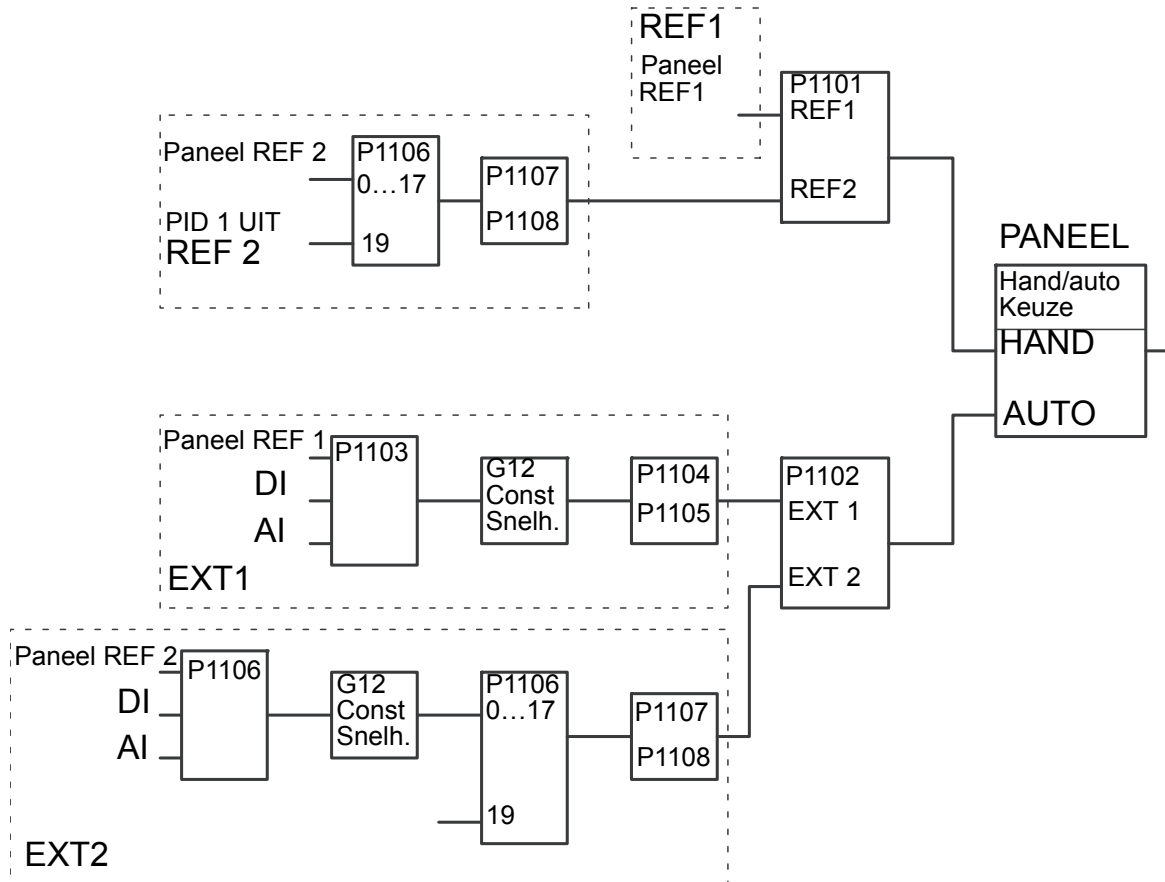 REF1
Paneel
REF1
P1101
REF1
REF2
Paneel REF 2
P1106
0…17
19
PID 1 UIT
REF 2
P1107
P1108
PANEEL
Hand/auto
Keuze
HAND
AUTO
Paneel REF 1
DI
AI
EXT1
P1103
G12
Const
Snelh.
P1104
P1105
P1102
EXT 1
EXT 2
Paneel REF 2
DI
AI
EXT2
P1106
G12
Const
Snelh.
P1106
0…17
19
P1107
P1108